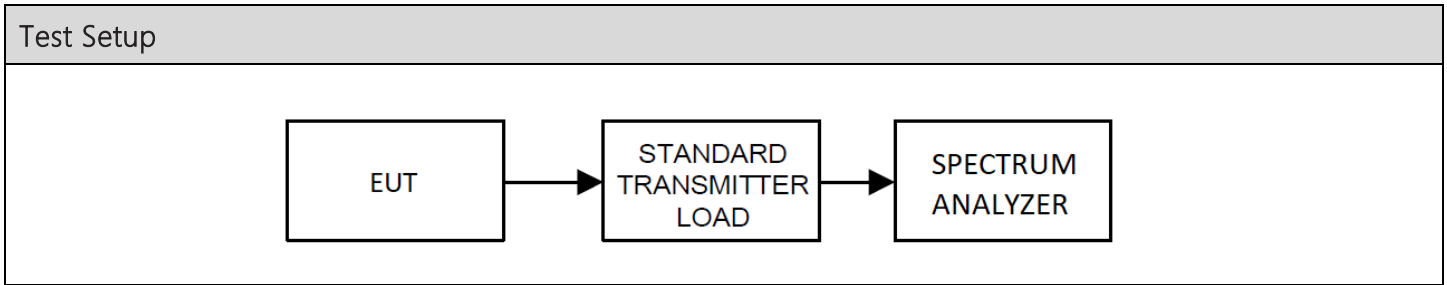 Test Setup
EUT
STANDARD
TRANSMITTER
LOAD
SPECTRUM
ANALYZER